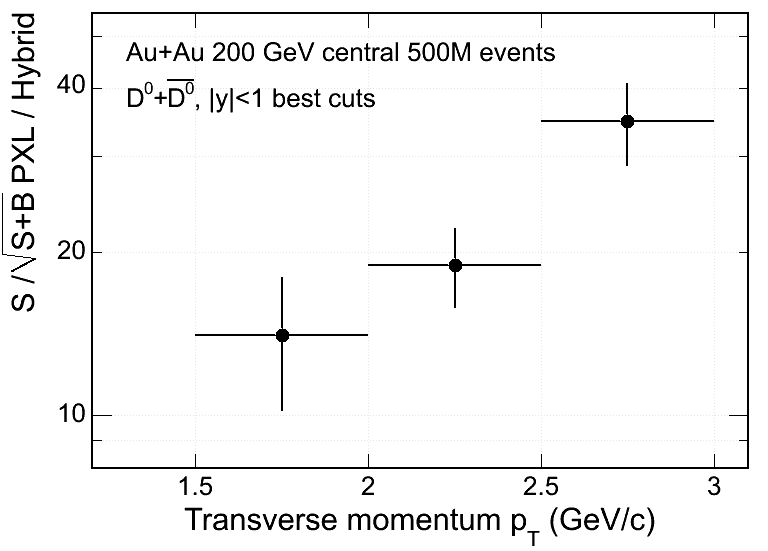 Au+Au 200 GeV central 500M events
D⁰+D̅⁰, |y|<1 best cuts
S /√S+B PXL / Hybrid
40
20
10
1.5 2 2.5 3
Transverse momentum p_T (GeV/c)